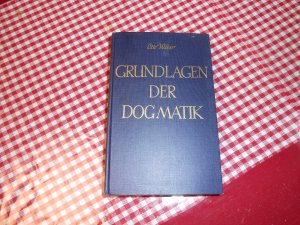 Otto Weber
GRUNDLAGEN
DER
DOGMATIK